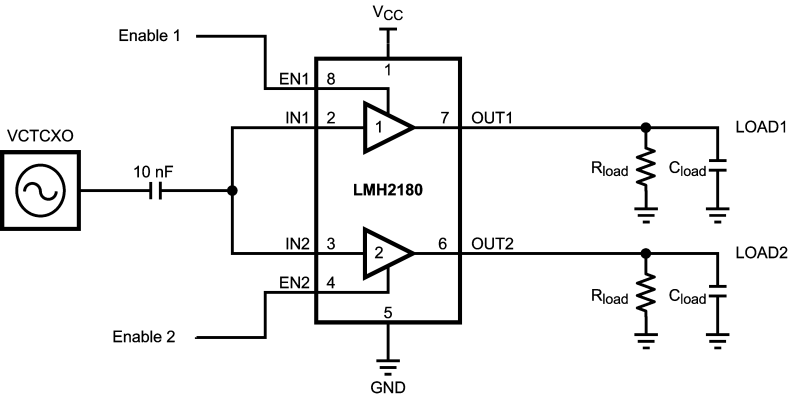 VCC
Enable 1
1
EN1 8
IN1 2
1
7 OUT1
LOAD1
VCTCXO
10 nF
Rload
Cload
LMH2180
IN2 3
2
6 OUT2
LOAD2
EN2 4
Rload
Cload
5
Enable 2
GND